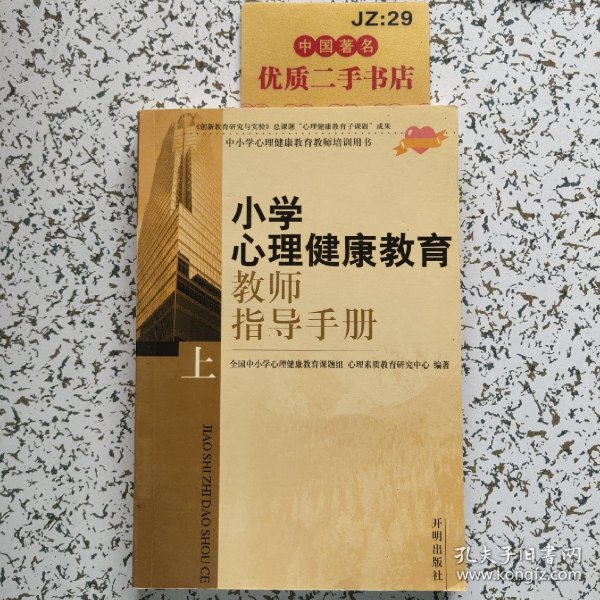 JZ:29
中国著名
优质二手书店
《创新教育研究与实验》总课题“心理健康教育子课题”成果
中小学心理健康教育教师培训用书
小学
心理健康教育
教师
指导手册
上
全国中小学心理健康教育课题组 心理素质教育研究中心 编著
JIAO SHI ZHI DAO SHOU CE
开明出版社
孔夫子旧书网
www.kongfz.com